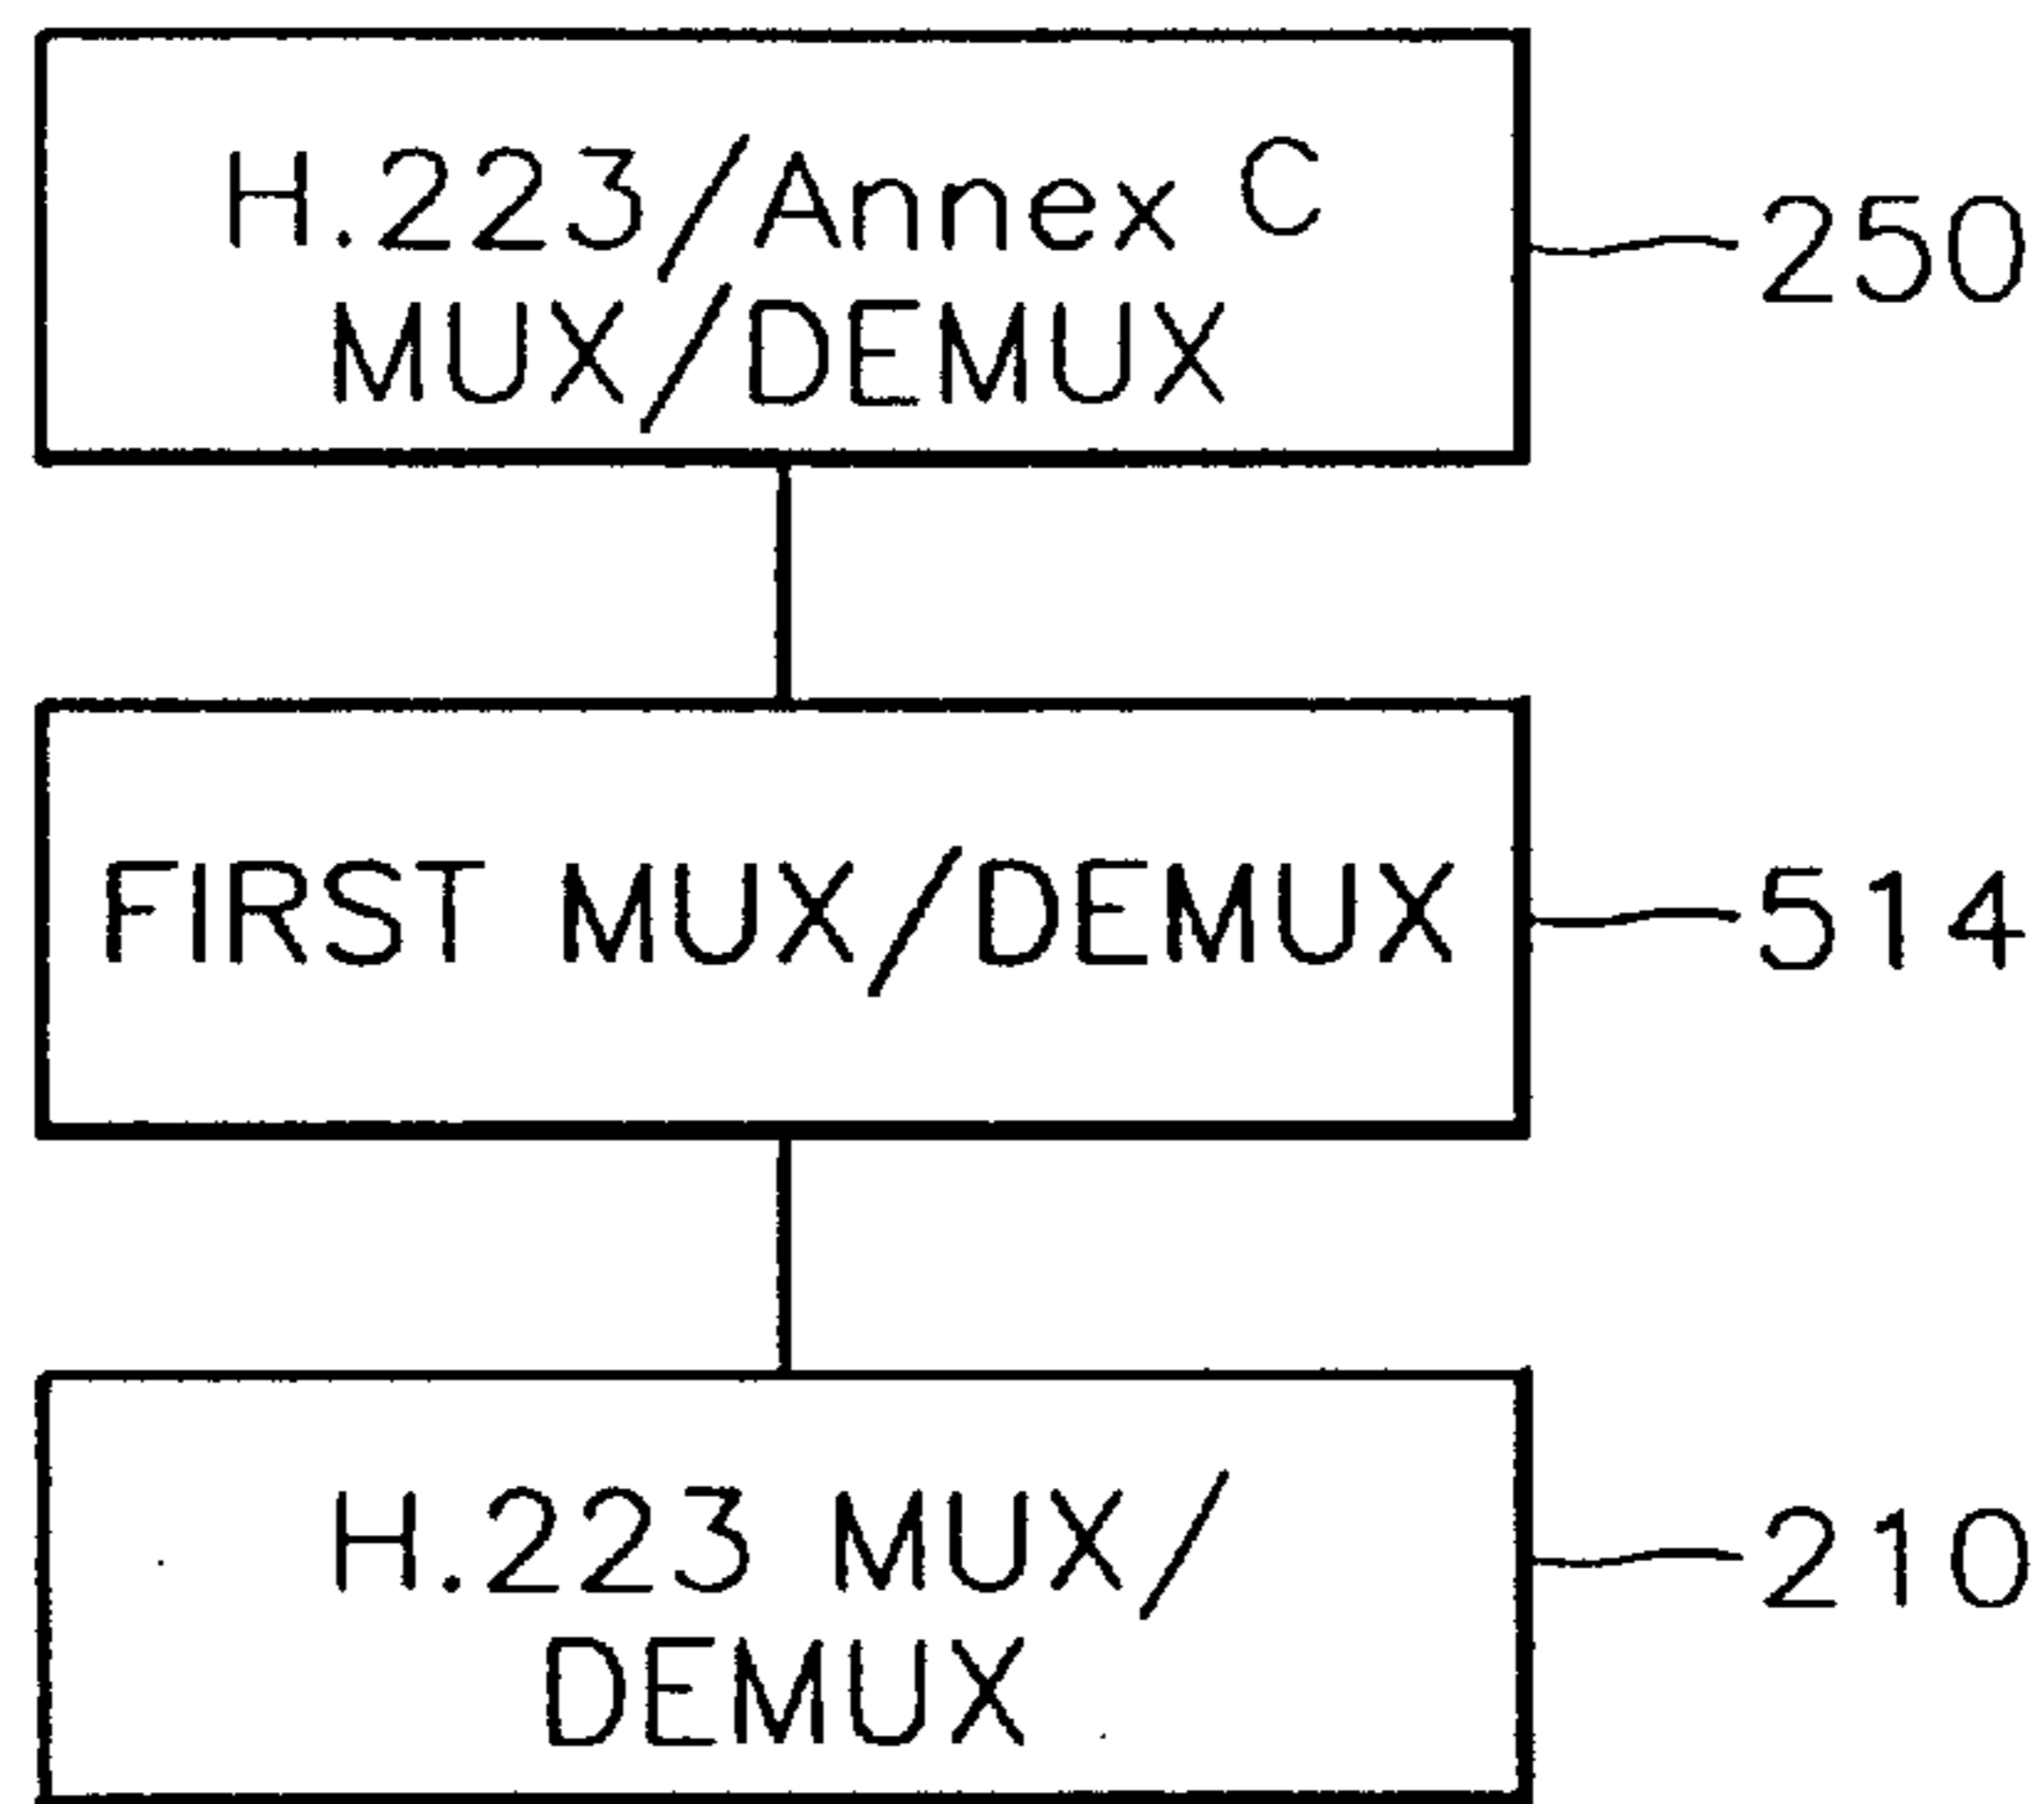 H.223/Annex C
MUX/DEMUX
250
FIRST MUX/DEMUX
514
H.223 MUX/
DEMUX
210